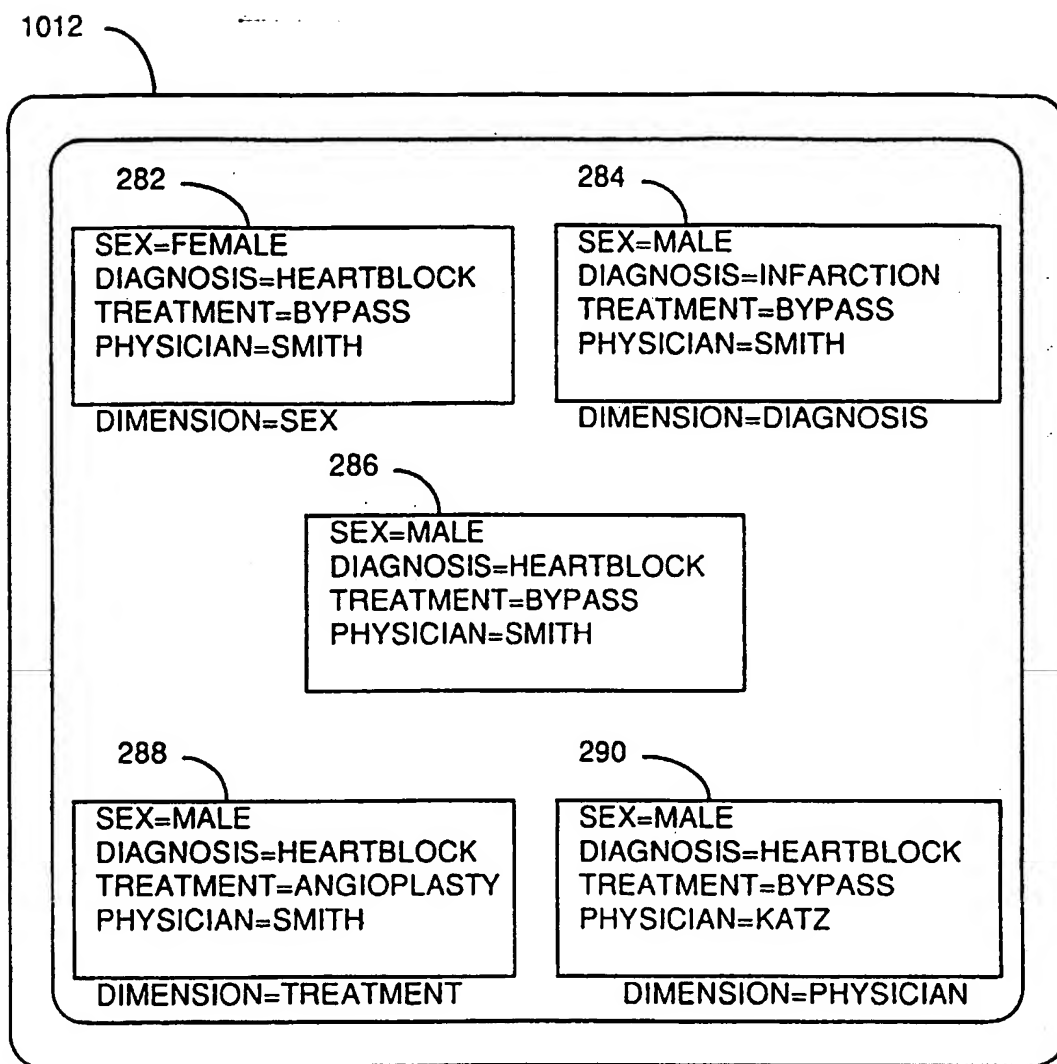 1012
282
SEX=FEMALE
DIAGNOSIS=HEARTBLOCK
TREATMENT=BYPASS
PHYSICIAN=SMITH
DIMENSION=SEX
284
SEX=MALE
DIAGNOSIS=INFARCTION
TREATMENT=BYPASS
PHYSICIAN=SMITH
DIMENSION=DIAGNOSIS
286
SEX=MALE
DIAGNOSIS=HEARTBLOCK
TREATMENT=BYPASS
PHYSICIAN=SMITH
288
SEX=MALE
DIAGNOSIS=HEARTBLOCK
TREATMENT=ANGIOPLASTY
PHYSICIAN=SMITH
DIMENSION=TREATMENT
290
SEX=MALE
DIAGNOSIS=HEARTBLOCK
TREATMENT=BYPASS
PHYSICIAN=KATZ
DIMENSION=PHYSICIAN